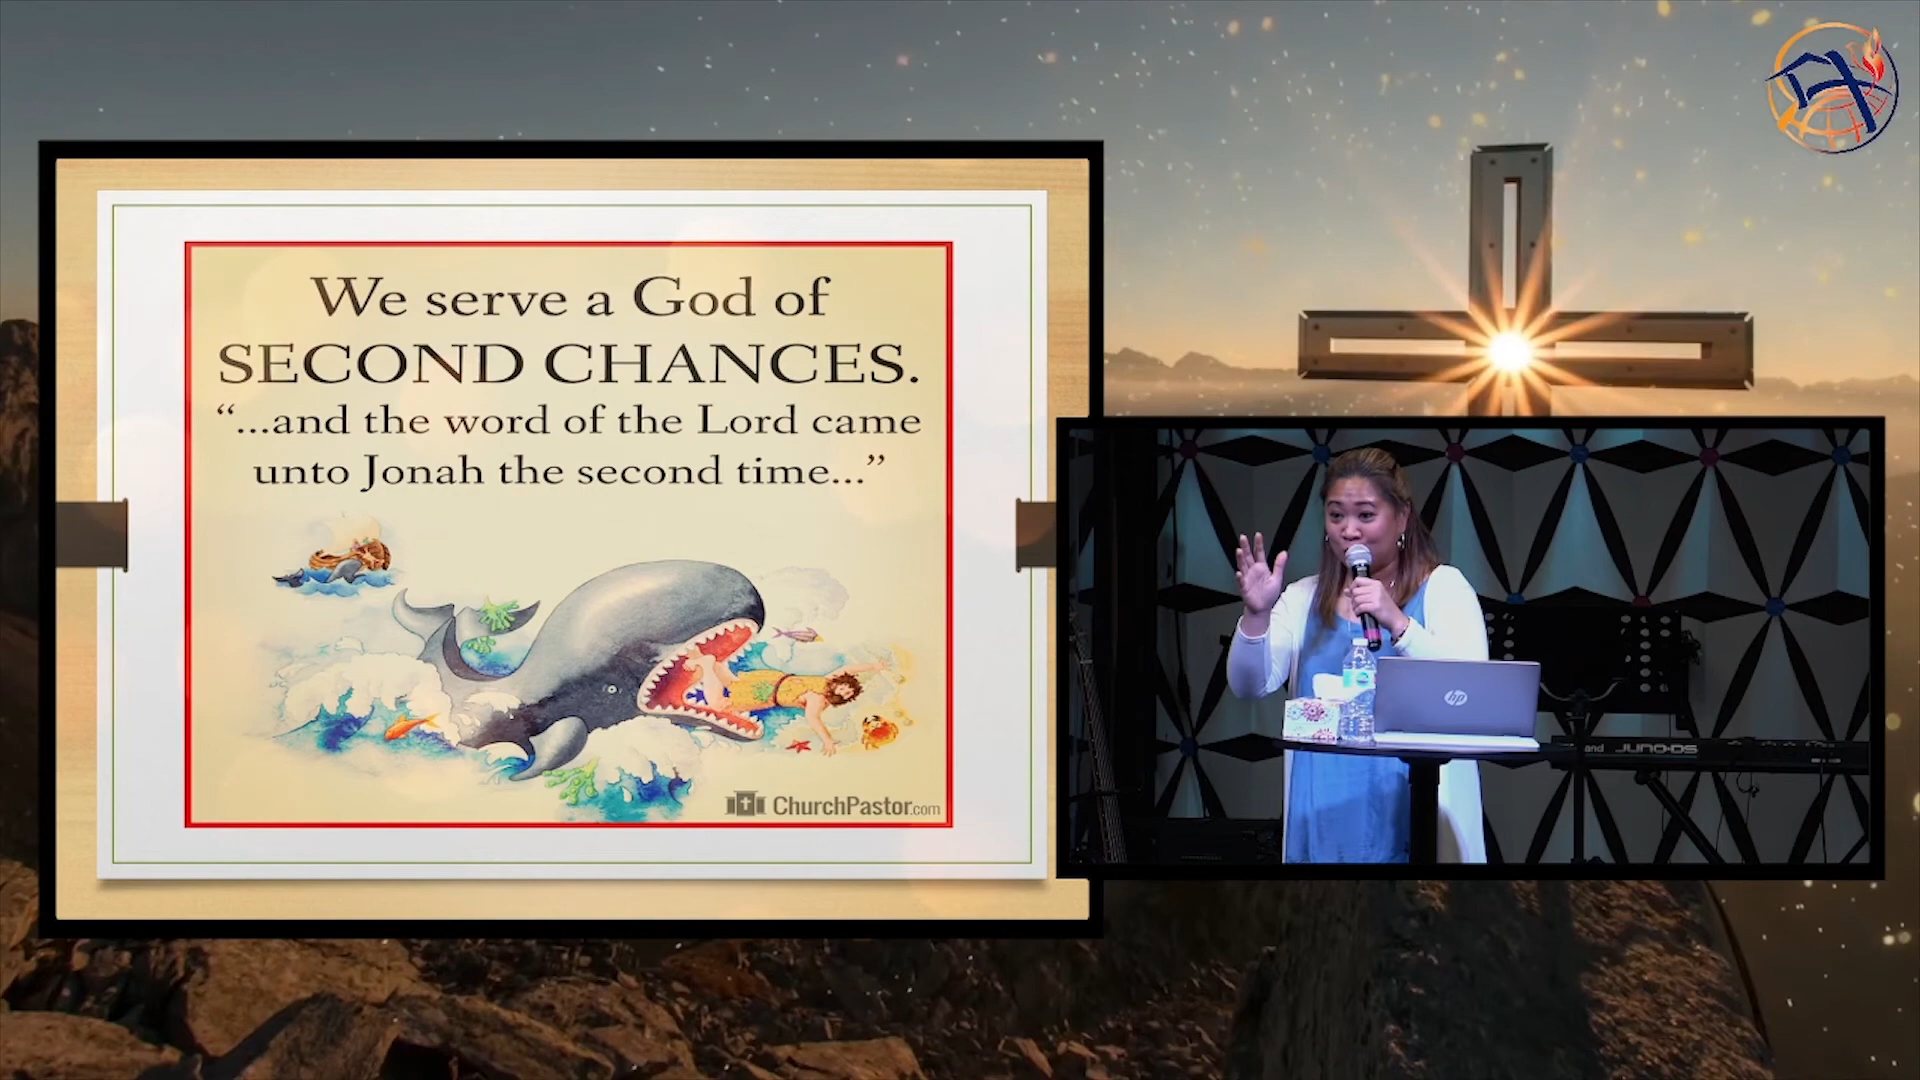 We serve a God of
SECOND CHANCES.
“...and the word of the Lord came
unto Jonah the second time...”
ChurchPastor.com
hp
and JUNO-DS